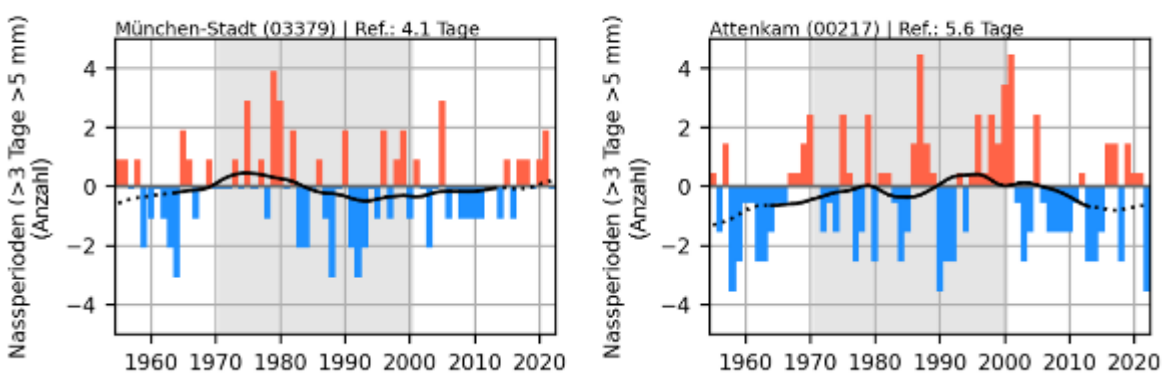 München-Stadt (03379) | Ref.: 4.1 Tage
Nassperioden (>3 Tage >5 mm)
(Anzahl)
4
2
0
−2
−4
1960 1970 1980 1990 2000 2010 2020
Attenkam (00217) | Ref.: 5.6 Tage
Nassperioden (>3 Tage >5 mm)
(Anzahl)
4
2
0
−2
−4
1960 1970 1980 1990 2000 2010 2020